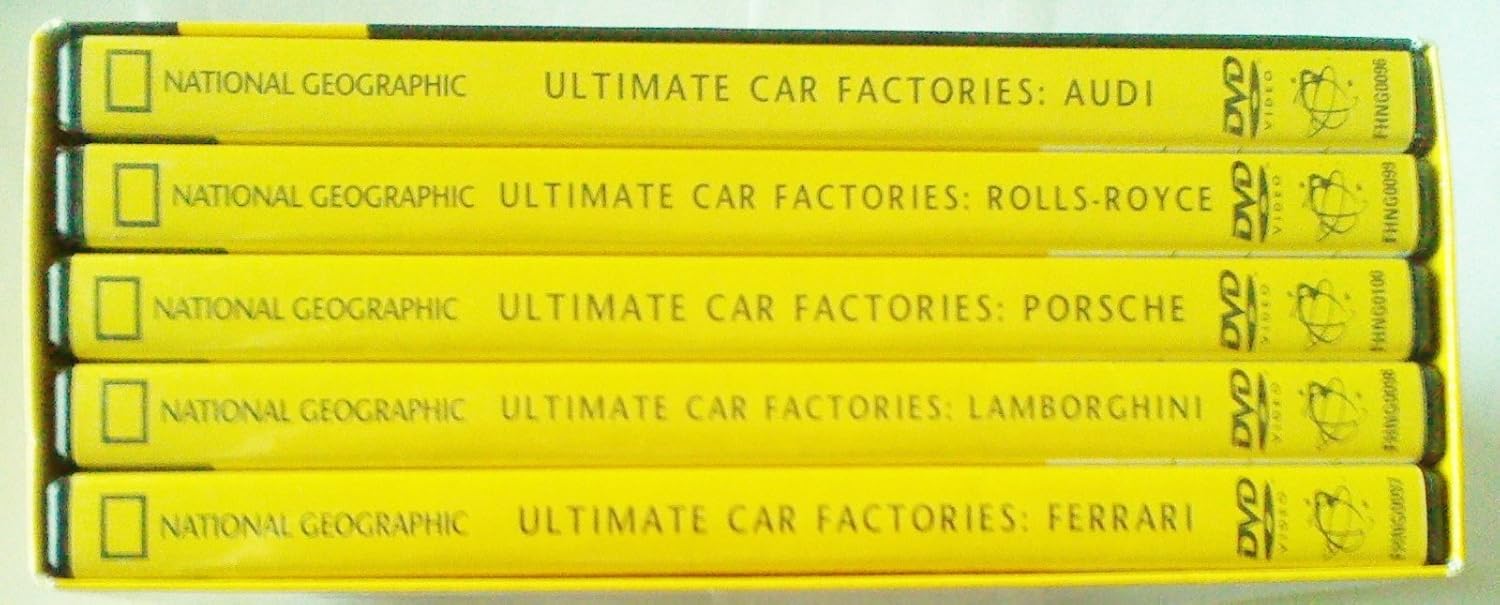 NATIONAL GEOGRAPHIC ULTIMATE CAR FACTORIES: AUDI DVD VIDEO FHNG0096
NATIONAL GEOGRAPHIC ULTIMATE CAR FACTORIES: ROLLS-ROYCE DVD VIDEO FHNG0099
NATIONAL GEOGRAPHIC ULTIMATE CAR FACTORIES: PORSCHE DVD VIDEO FHNG0100
NATIONAL GEOGRAPHIC ULTIMATE CAR FACTORIES: LAMBORGHINI DVD VIDEO FHNG0098
NATIONAL GEOGRAPHIC ULTIMATE CAR FACTORIES: FERRARI DVD VIDEO FHNG0097